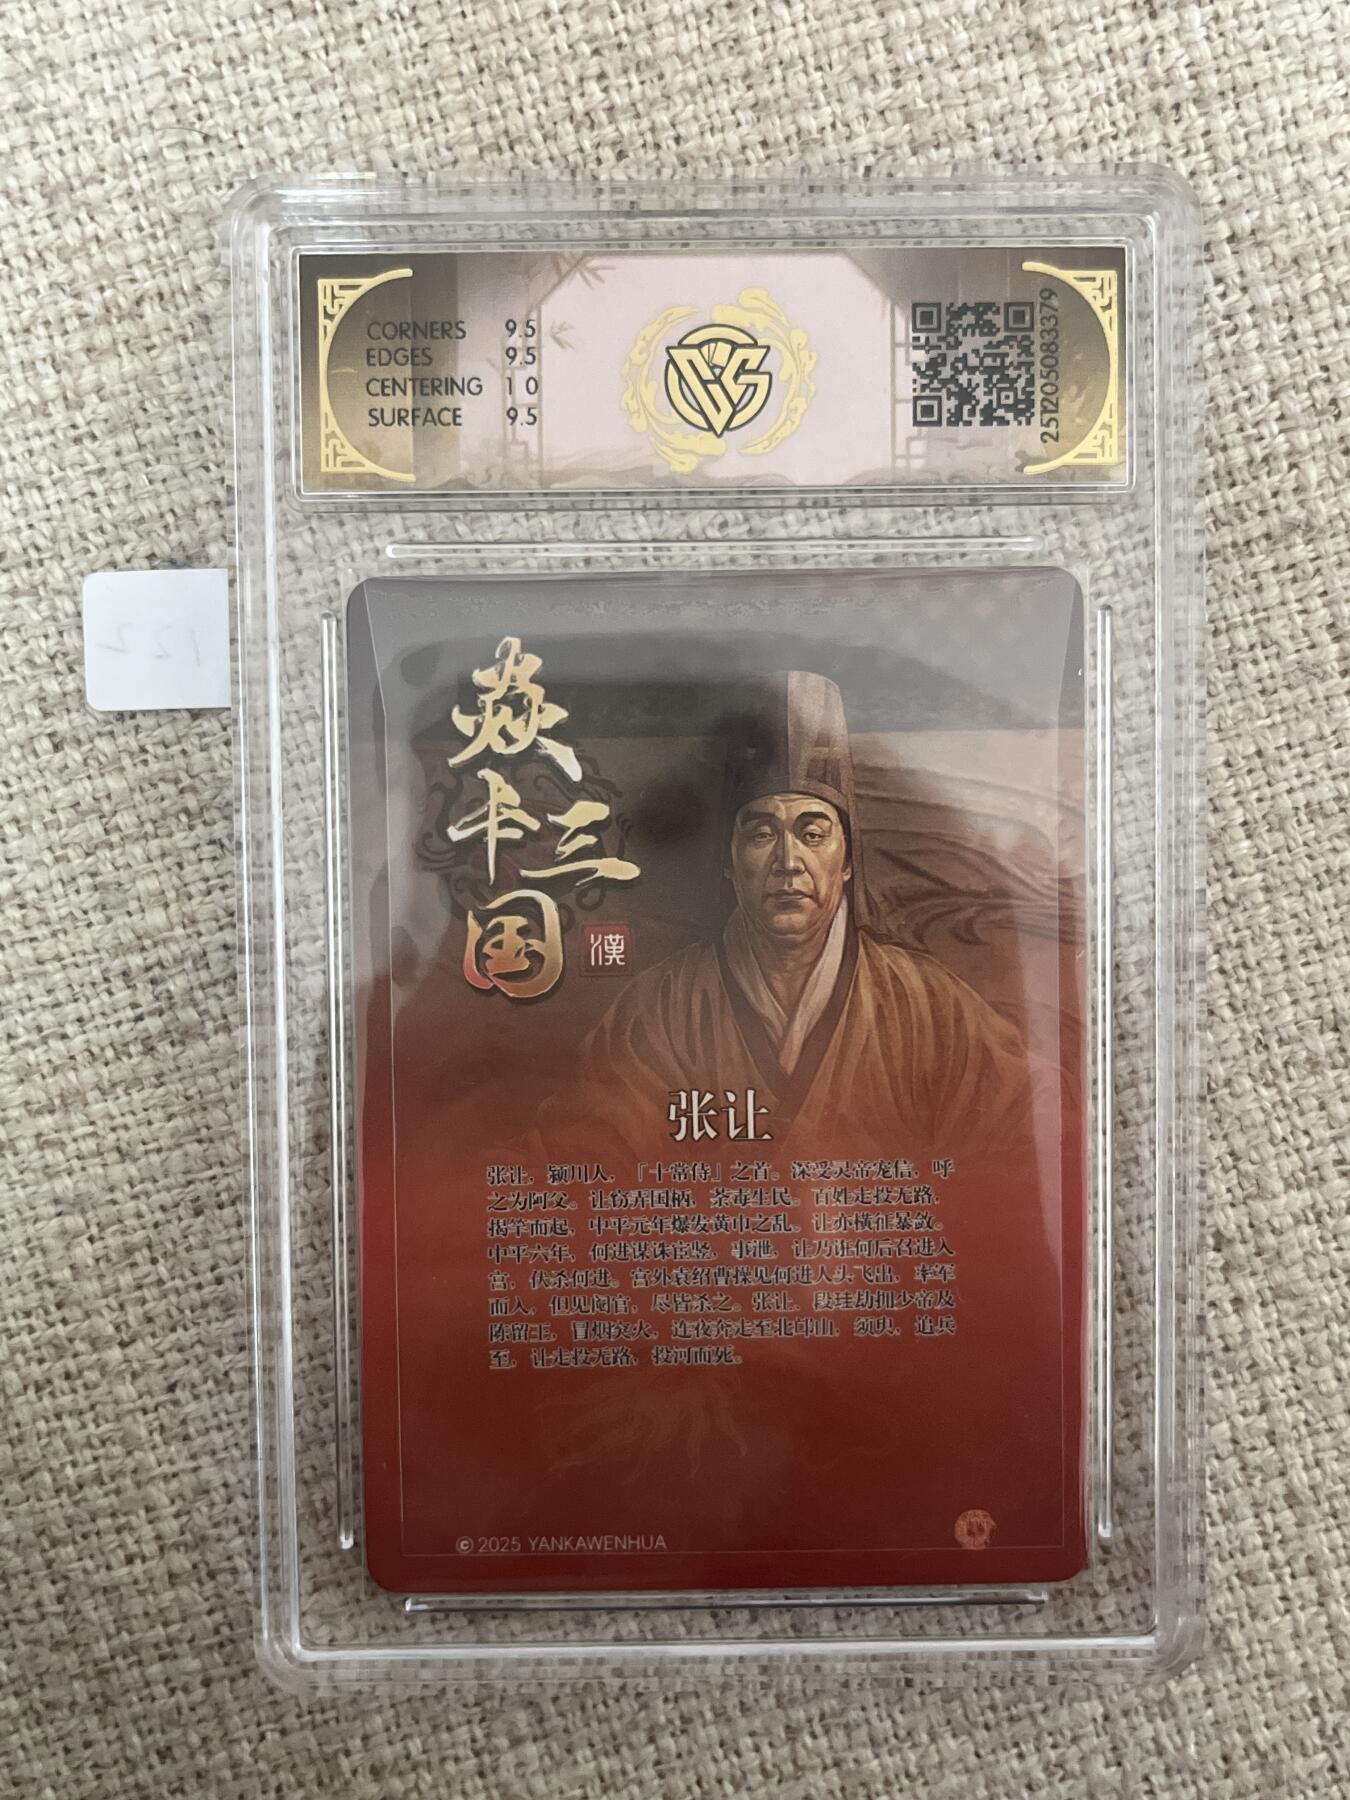 CORNERS 9.5
EDGES 9.5
CENTERING 10
SURFACE 9.5
251205083379
炎卡三国
漢
张让
张让，颍川人，「十常侍」之首。深受灵帝宠信，呼
之为阿父。让窃弄国柄，荼毒生民。百姓走投无路，
揭竿而起，中平元年爆发黄巾之乱。让亦横征暴敛。
中平六年，何进谋诛宦竖，事泄，让乃诳何后召进入
宫，伏杀何进。宫外袁绍曹操见何进人头飞出，率军
而入，但见阉官，尽皆杀之。张让、段珪劫拥少帝及
陈留王，冒烟突火，连夜奔走至北邙山，须臾，追兵
至，让走投无路，投河而死。
© 2025 YANKAWENHUA